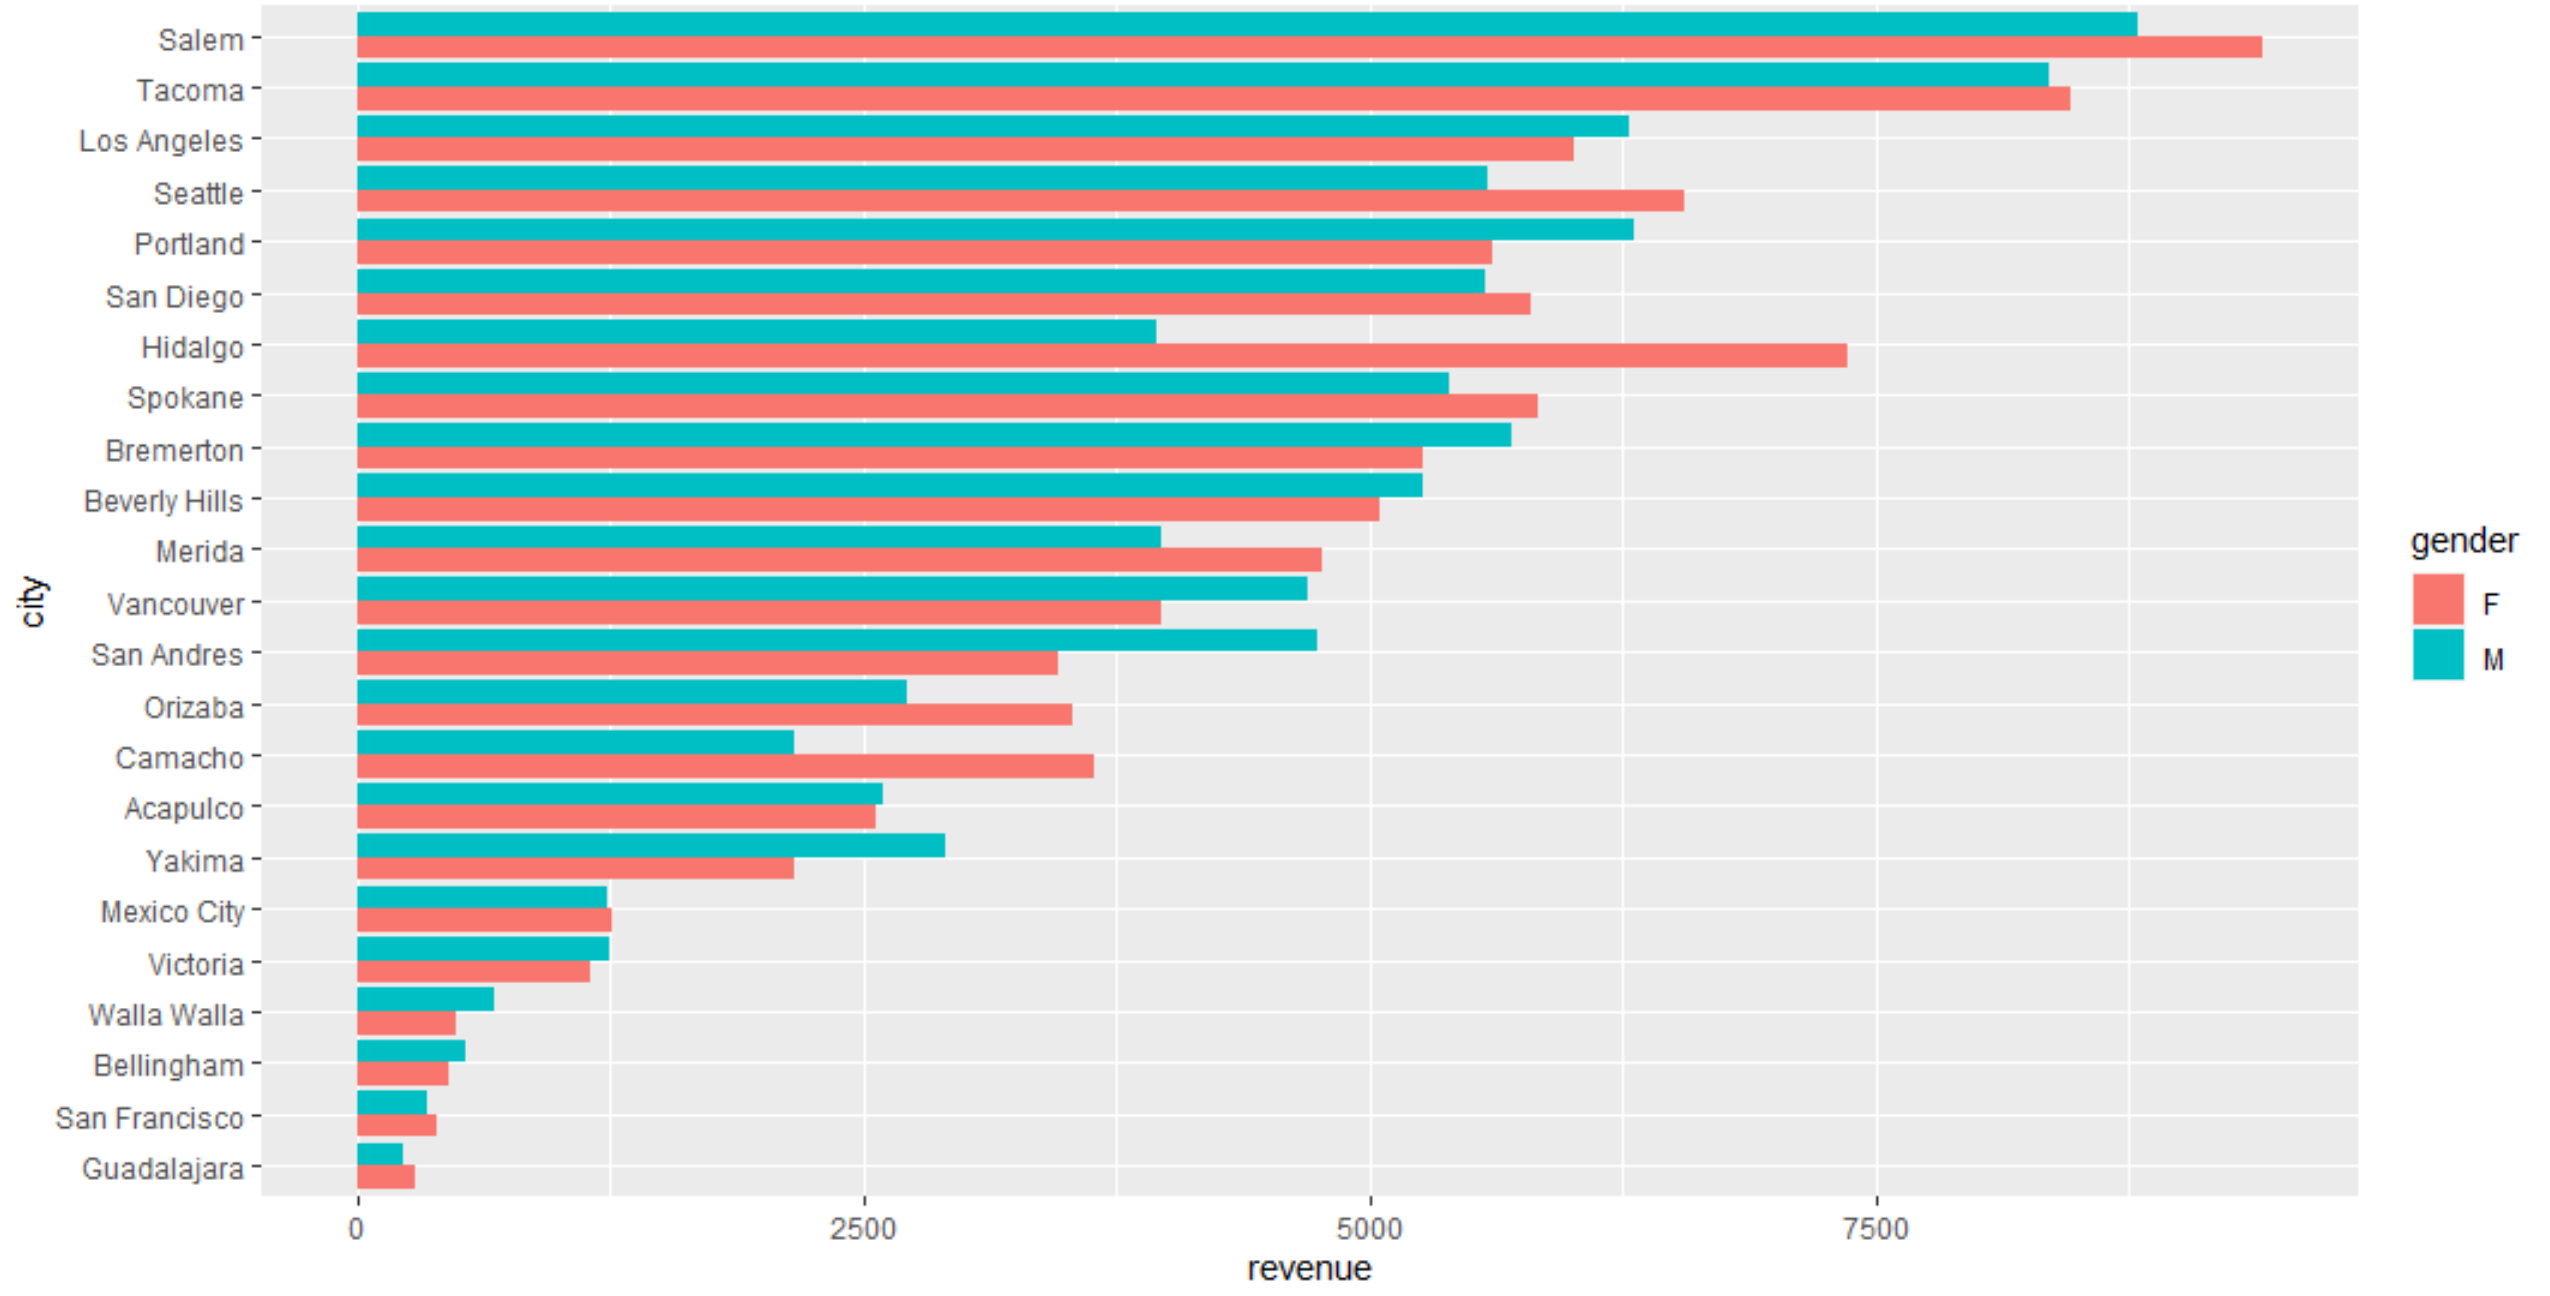 Salem
Tacoma
Los Angeles
Seattle
Portland
San Diego
Hidalgo
Spokane
Bremerton
Beverly Hills
Merida
Vancouver
San Andres
Orizaba
Camacho
Acapulco
Yakima
Mexico City
Victoria
Walla Walla
Bellingham
San Francisco
Guadalajara
city
0 2500 5000 7500
revenue
gender
F
M